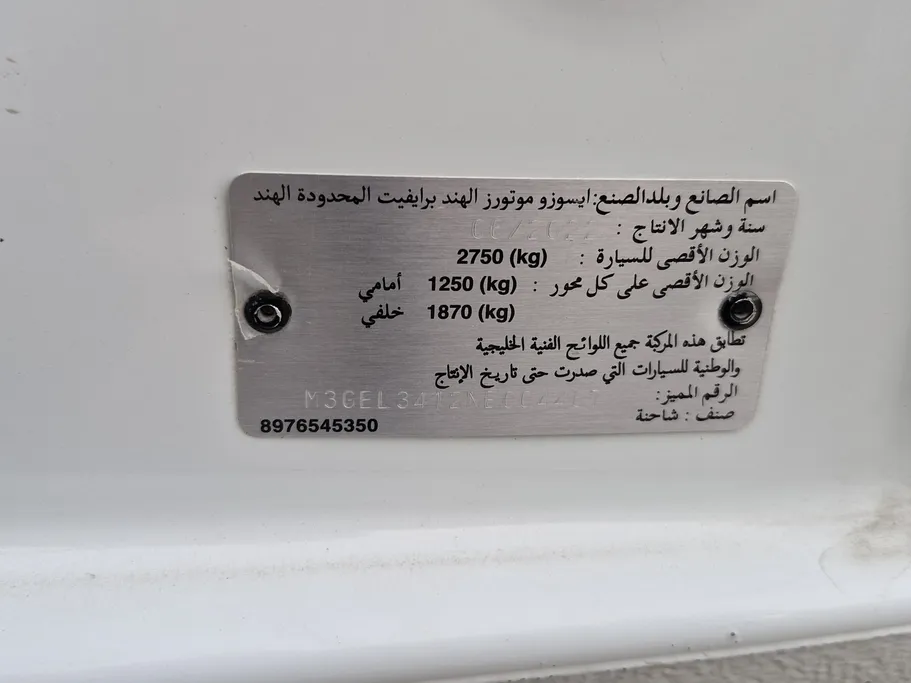 اسم الصانع وبلدالصنع:ايسوزو موتورز الهند برايفيت المحدودة الهند
سنة وشهر الانتاج :
الوزن الأقصى للسيارة : 2750 (kg)
الوزن الأقصى على كل محور : 1250 (kg) أمامي
1870 (kg) خلفي
تطابق هذه المركبة جميع اللوائح الفنية الخليجية
والوطنية للسيارات التي صدرت حتى تاريخ الإنتاج
الرقم المميز:
صنف : شاحنة
8976545350